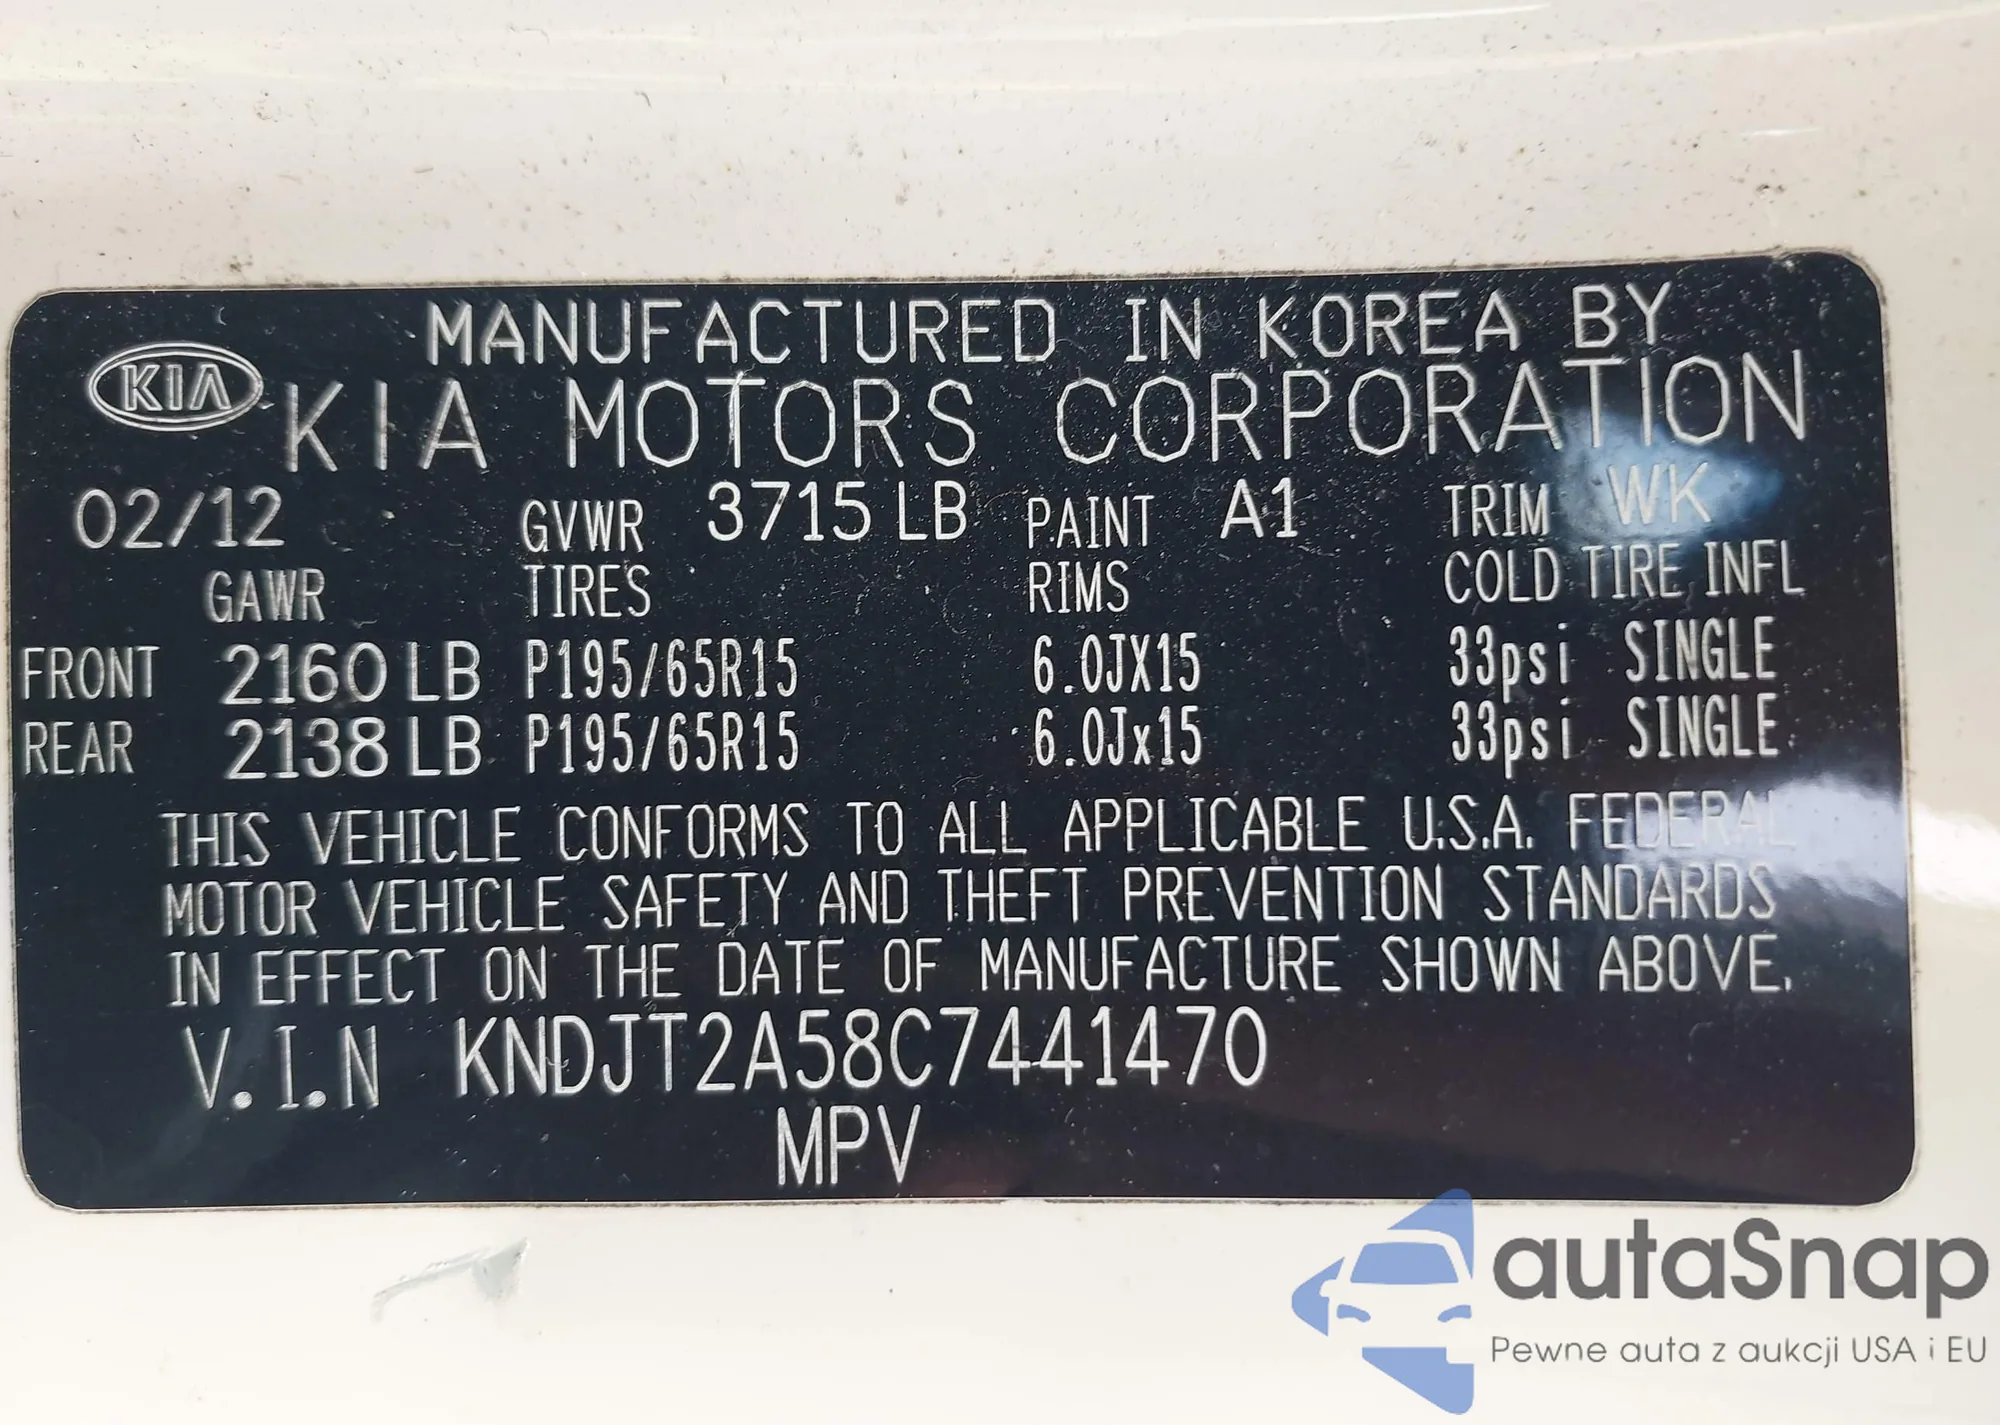 MANUFACTURED IN KOREA BY
KIA KIA MOTORS CORPORATION
02/12 GVWR 3715 LB PAINT A1 TRIM WK
GAWR TIRES RIMS COLD TIRE INFL
FRONT 2160 LB P195/65R15 6.0JX15 33psi SINGLE
REAR 2138 LB P195/65R15 6.0Jx15 33psi SINGLE
THIS VEHICLE CONFORMS TO ALL APPLICABLE U.S.A. FEDERAL
MOTOR VEHICLE SAFETY AND THEFT PREVENTION STANDARDS
IN EFFECT ON THE DATE OF MANUFACTURE SHOWN ABOVE.
V.I.N KNDJT2A58C7441470
MPV
autaSnap
Pewne auta z aukcji USA i EU